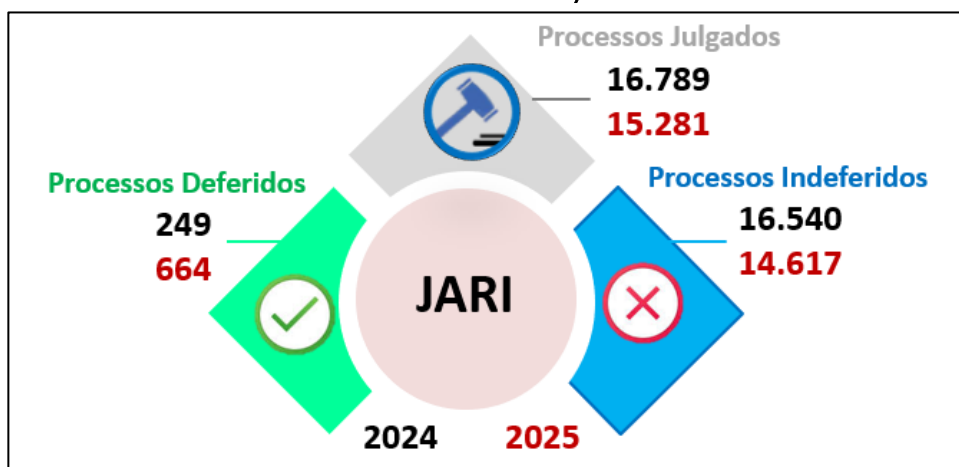 Processos Julgados
16.789
15.281
Processos Deferidos
249
664
Processos Indeferidos
16.540
14.617
JARI
2024
2025